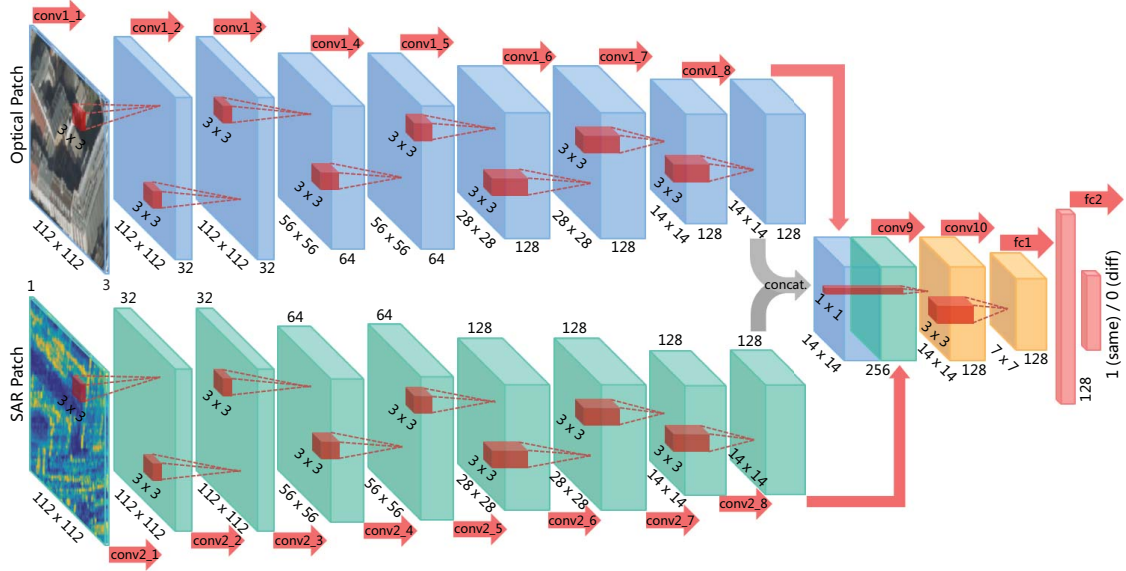 conv1_1
conv1_2
conv1_3
conv1_4
conv1_5
conv1_6
conv1_7
conv1_8
Optical Patch
3 x 3
3 x 3
3 x 3
3 x 3
3 x 3
3 x 3
3 x 3
3 x 3
112 x 112
3
112 x 112
32
112 x 112
32
56 x 56
64
56 x 56
64
28 x 28
128
28 x 28
128
14 x 14
128
14 x 14
128
concat.
conv9
conv10
fc1
fc2
1 x 1
14 x 14
256
3 x 3
14 x 14
128
7 x 7
128
128
1 (same) / 0 (diff)
SAR Patch
1
32
32
64
64
128
128
128
128
3 x 3
3 x 3
3 x 3
3 x 3
3 x 3
3 x 3
3 x 3
3 x 3
112 x 112
112 x 112
112 x 112
56 x 56
56 x 56
28 x 28
28 x 28
14 x 14
14 x 14
conv2_1
conv2_2
conv2_3
conv2_4
conv2_5
conv2_6
conv2_7
conv2_8